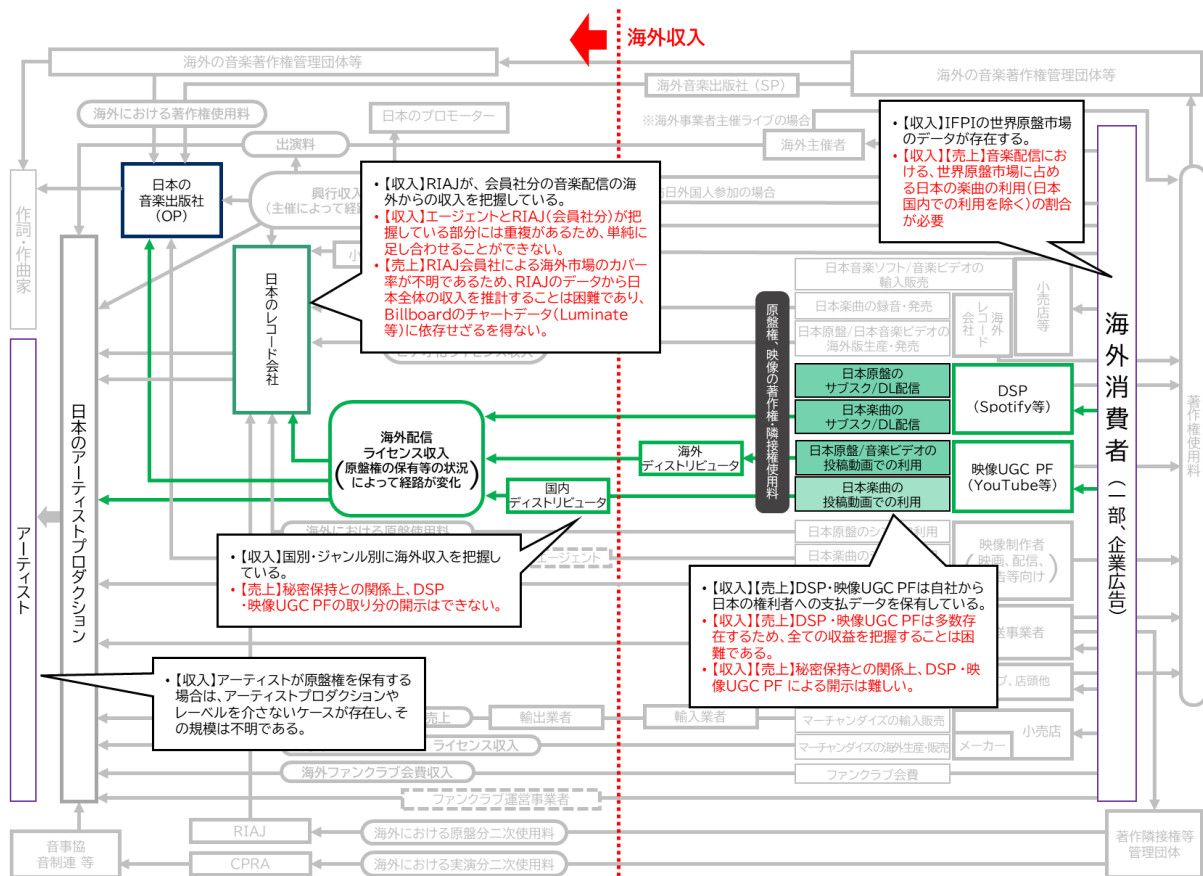 海外収入
海外の音楽著作権管理団体等
海外の音楽著作権管理団体等
海外音楽出版社（SP）
海外における著作権使用料
日本のプロモーター
※海外事業者主催ライブの場合
出演料
海外主催者
日本の
音楽出版社
（OP）
興行収入
（主催によって経路
日外国人参加の場合
作詞・作曲家
・【収入】RIAJが、会員社分の音楽配信の海
外からの収入を把握している。
・【収入】エージェントとRIAJ（会員社分）が把
握している部分には重複があるため、単純に
足し合わせることができない。
・【売上】RIAJ会員社による海外市場のカバー
率が不明であるため、RIAJのデータから日
本全体の収入を推計することは困難であり、
Billboardのチャートデータ（Luminate
等）に依存せざるを得ない。
・【収入】IFPIの世界原盤市場
のデータが存在する。
・【収入】【売上】音楽配信にお
ける、世界原盤市場に占め
る日本の楽曲の利用（日本
国内での利用を除く）の割合
が必要
日本のレコード会社
小
日本音楽ソフト/音楽ビデオの
輸入販売
日本楽曲の録音・発売
日本原盤/日本音楽ビデオの
海外版生産・発売
海外
レコード
会社
小売店等
原盤権、映像の著作権・隣接権使用料
海外消費者（一部、企業広告）
著作権使用料
日本原盤の
サブスク/DL配信
日本楽曲の
サブスク/DL配信
DSP
（Spotify等）
日本原盤/音楽ビデオの
投稿動画での利用
日本楽曲の
投稿動画での利用
映像UGC PF
（YouTube等）
海外配信
ライセンス収入
（原盤権の保有等の状況
によって経路が変化）
海外
ディストリビュータ
国内
ディストリビュータ
日本のアーティストプロダクション
アーティスト
海外における原盤使用料
エージェント
・【収入】国別・ジャンル別に海外収入を把握し
ている。
・【売上】秘密保持との関係上、DSP
・映像UGC PFの取り分の開示はできない。
日本原盤のシ
利用
日本楽曲の
映像制作者
映画、配信、
告等向け
・【収入】【売上】DSP・映像UGC PFは自社から
日本の権利者への支払データを保有している。
・【収入】【売上】DSP・映像UGC PFは多数存
在するため、全ての収益を把握することは困
難である。
・【収入】【売上】秘密保持との関係上、DSP・映
像UGC PF による開示は難しい。
送事業者
ブ、店頭他
・【収入】アーティストが原盤権を保有する
場合は、アーティストプロダクションや
レーベルを介さないケースが存在し、そ
の規模は不明である。
売上
輸出業者
輸入業者
マーチャンダイズの輸入販売
小売店
ライセンス収入
マーチャンダイズの海外生産・販売
メーカー
海外ファンクラブ会費収入
ファンクラブ会費
ファンクラブ運営事業者
音事協
音制連 等
RIAJ
海外における原盤分二次使用料
CPRA
海外における実演分二次使用料
著作隣接権等
管理団体